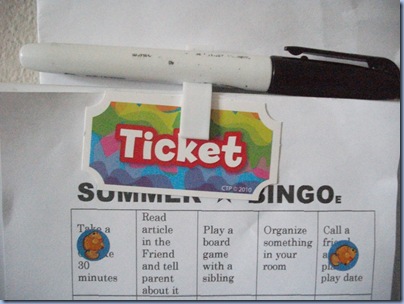 Ticket
CTP © 2010
SUMMER BINGO E
Take a
30
minutes
Read
article
in the
Friend
and tell
parent
about it
Play a
board
game
with a
sibling
Organize
something
in your
room
Call a
play date